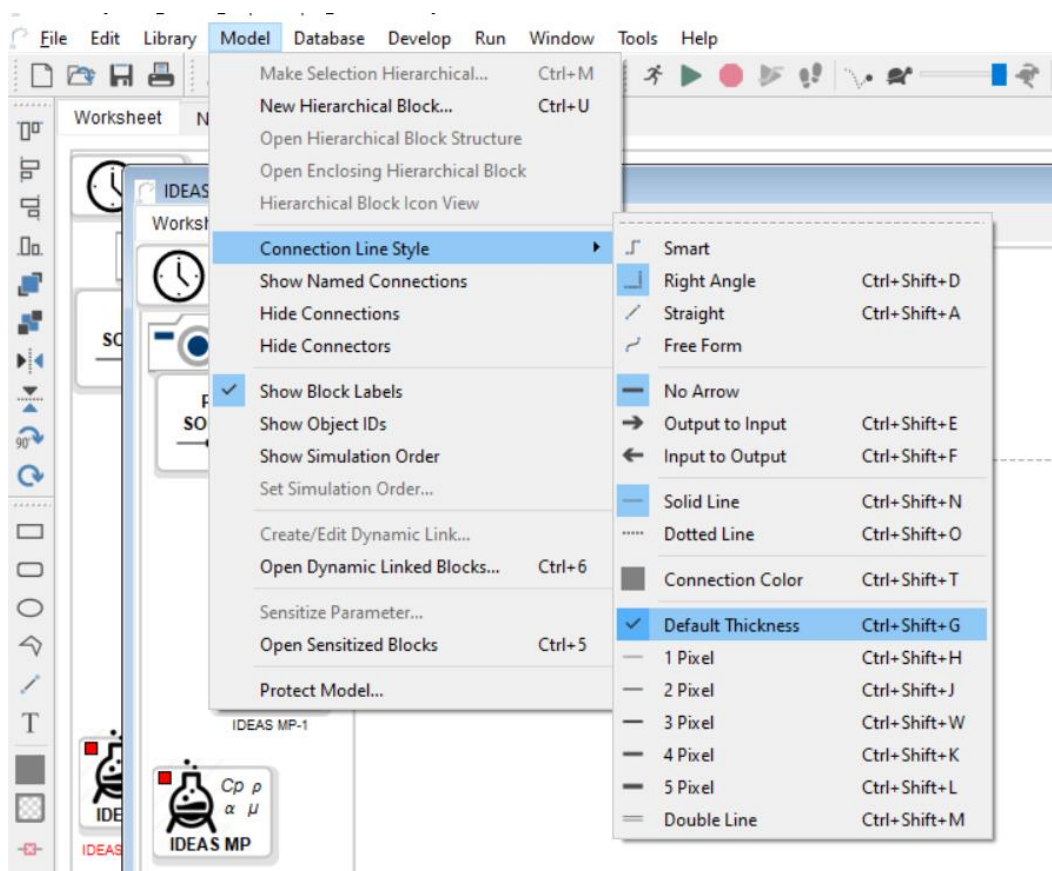 File Edit Library Model Database Develop Run Window Tools Help
Worksheet N
Make Selection Hierarchical... Ctrl+M
New Hierarchical Block... Ctrl+U
Open Hierarchical Block Structure
Open Enclosing Hierarchical Block
Hierarchical Block Icon View
Connection Line Style
Show Named Connections
Hide Connections
Hide Connectors
Show Block Labels
Show Object IDs
Show Simulation Order
Set Simulation Order...
Create/Edit Dynamic Link...
Open Dynamic Linked Blocks... Ctrl+6
Sensitize Parameter...
Open Sensitized Blocks Ctrl+5
Protect Model...
Smart
Right Angle Ctrl+Shift+D
Straight Ctrl+Shift+A
Free Form
No Arrow
Output to Input Ctrl+Shift+E
Input to Output Ctrl+Shift+F
Solid Line Ctrl+Shift+N
Dotted Line Ctrl+Shift+O
Connection Color Ctrl+Shift+T
Default Thickness Ctrl+Shift+G
1 Pixel Ctrl+Shift+H
2 Pixel Ctrl+Shift+J
3 Pixel Ctrl+Shift+W
4 Pixel Ctrl+Shift+K
5 Pixel Ctrl+Shift+L
Double Line Ctrl+Shift+M
IDEAS
Worksh
SO
SO
90°
T
IDEAS MP-1
Cp ρ
α μ
IDEAS MP
IDE
IDEAS